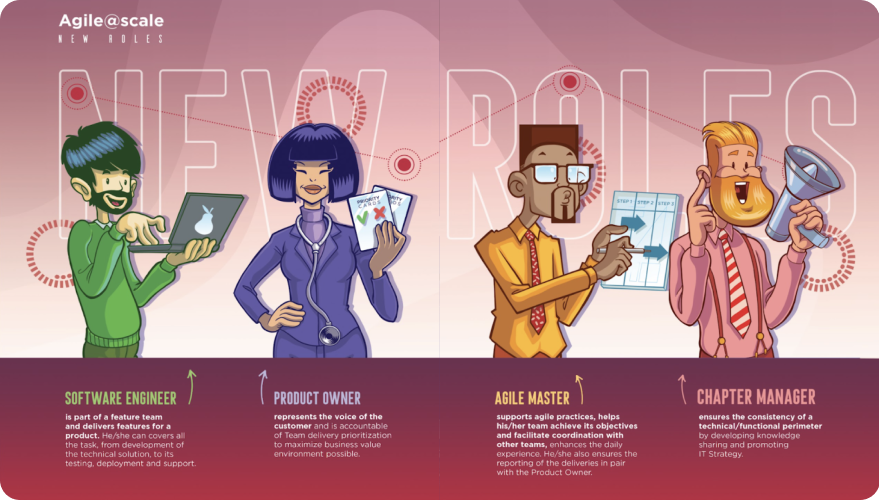 Agile@scale
NEW ROLES
NEW ROLES
PRIORITY
CARDS
STEP 1
STEP 2
STEP 3
SOFTWARE ENGINEER
is part of a feature team
and delivers features for a
product. He/she can covers all
the task, from development of
the technical solution, to its
testing, deployment and support.
PRODUCT OWNER
represents the voice of the
customer and is accountable
of Team delivery prioritization
to maximize business value
environment possible.
AGILE MASTER
supports agile practices, helps
his/her team achieve its objectives
and facilitate coordination with
other teams, enhances the daily
experience. He/she also ensures the
reporting of the deliveries in pair
with the Product Owner.
CHAPTER MANAGER
ensures the consistency of a
technical/functional perimeter
by developing knowledge
sharing and promoting
IT Strategy.